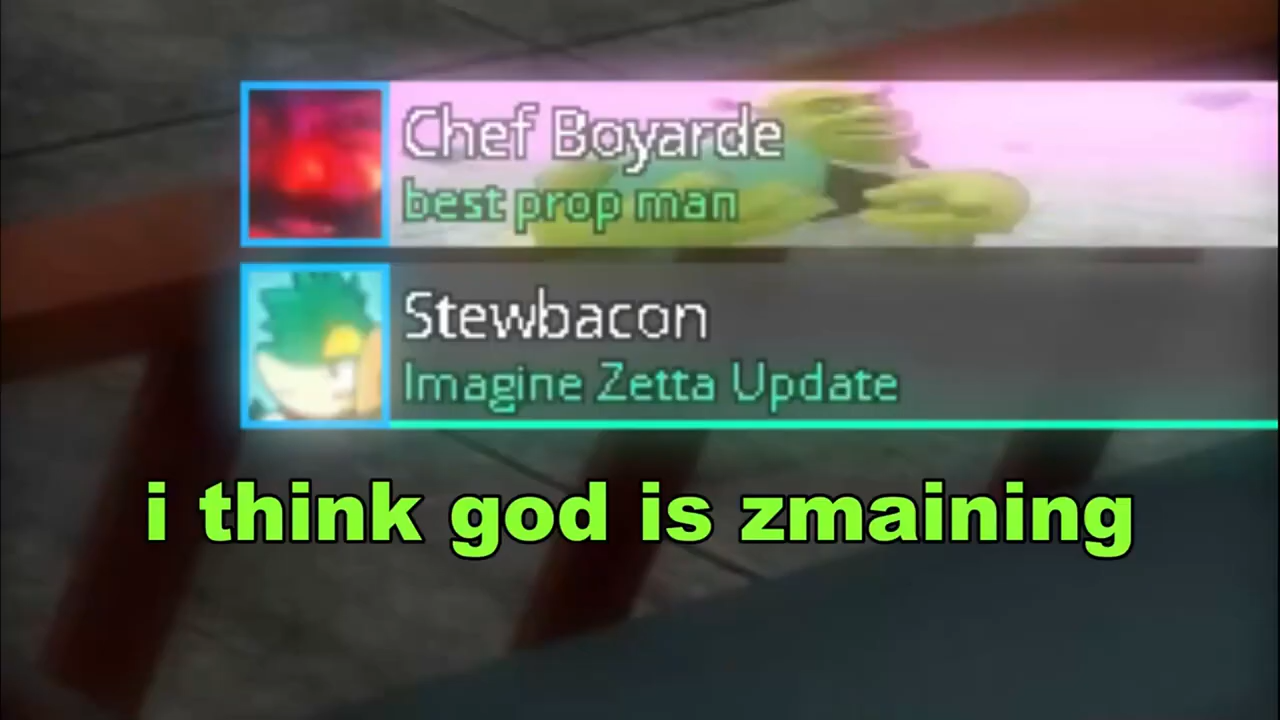 Chef Boyarde
best prop man
Stewbacon
Imagine Zetta Update
i think god is zmaining